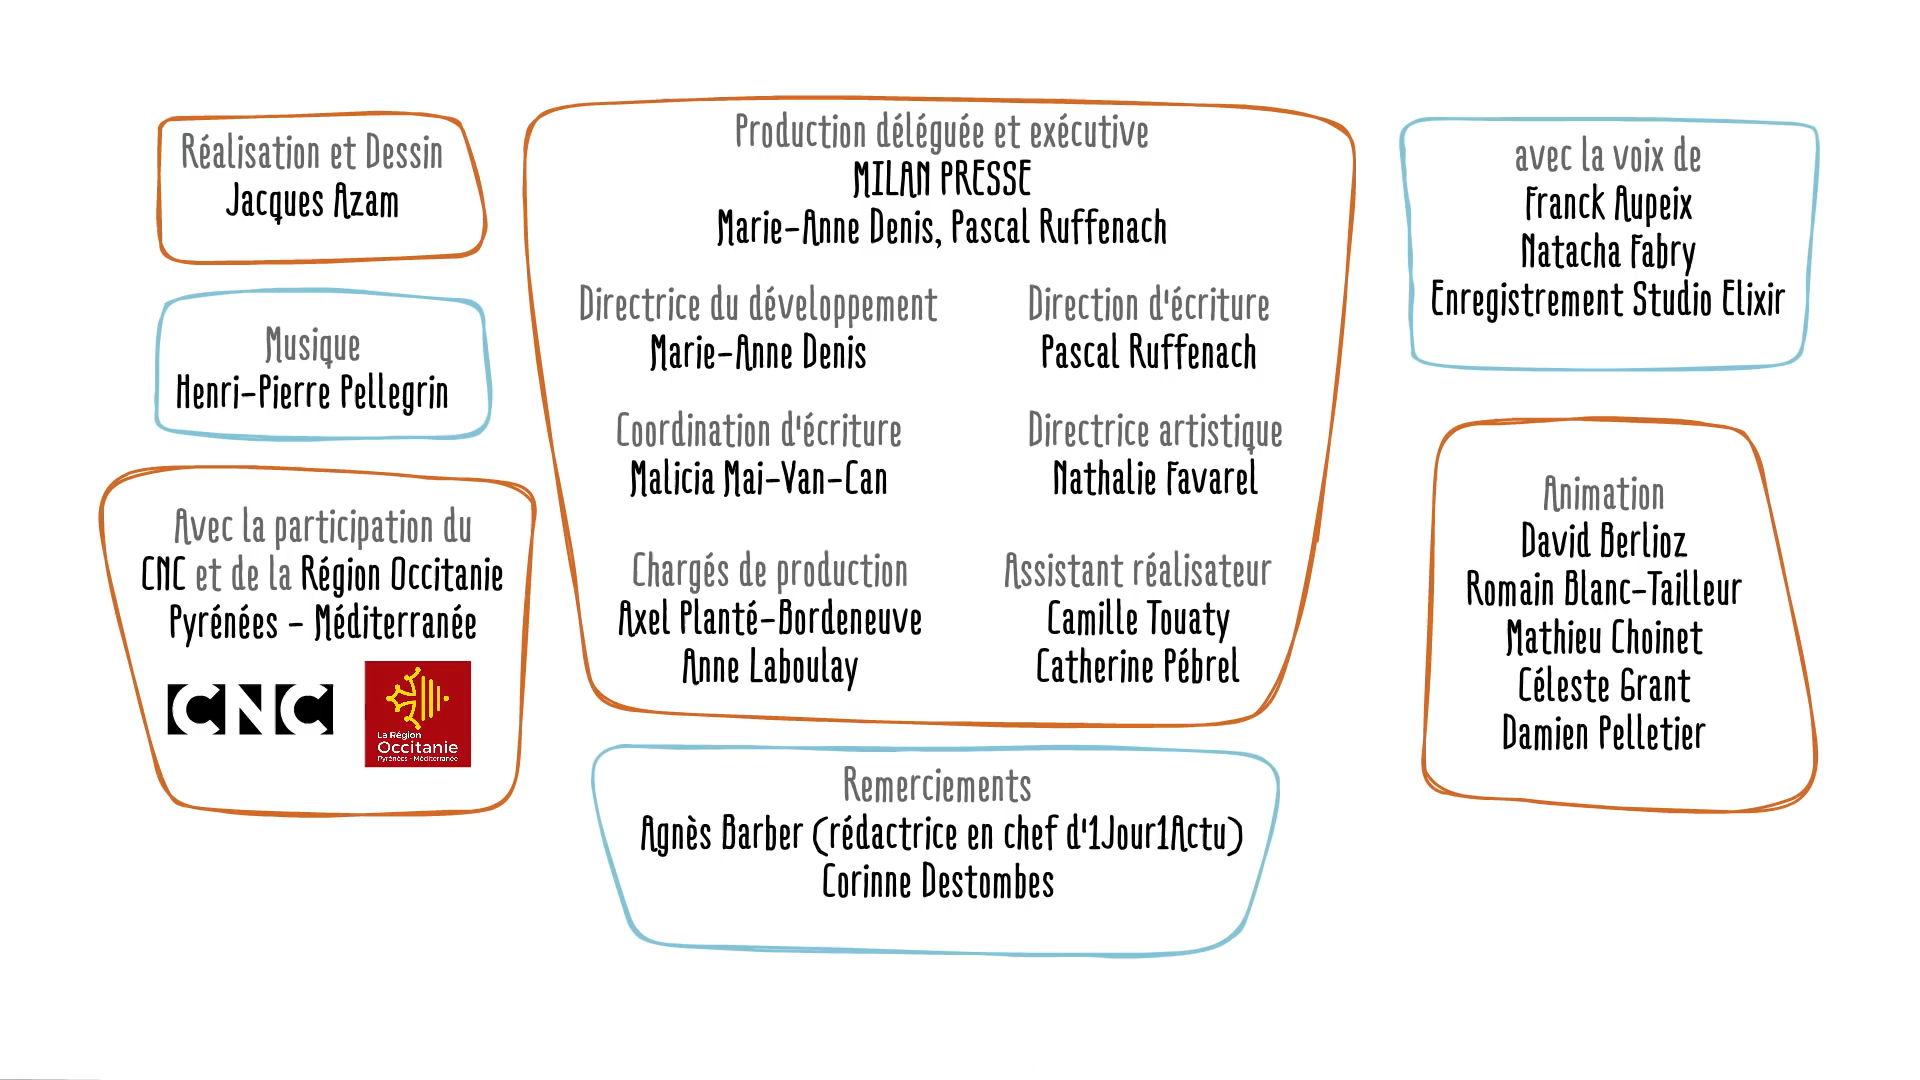 Réalisation et Dessin
Jacques Azam
Musique
Henri-Pierre Pellegrin
Avec la participation du
CNC et de la Région Occitanie
Pyrénées - Méditerranée
CNC
La Région
Occitanie
Pyrénées - Méditerranée
Production déléguée et exécutive
MILAN PRESSE
Marie-Anne Denis, Pascal Ruffenach
Directrice du développement
Marie-Anne Denis
Direction d'écriture
Pascal Ruffenach
Coordination d'écriture
Malicia Mai-Van-Can
Directrice artistique
Nathalie Favarel
Chargés de production
Axel Planté-Bordeneuve
Anne Laboulay
Assistant réalisateur
Camille Touaty
Catherine Pébrel
Remerciements
Agnès Barber (rédactrice en chef d'1Jour1Actu)
Corinne Destombes
avec la voix de
Franck Aupeix
Natacha Fabry
Enregistrement Studio Elixir
Animation
David Berlioz
Romain Blanc-Tailleur
Mathieu Choinet
Céleste Grant
Damien Pelletier